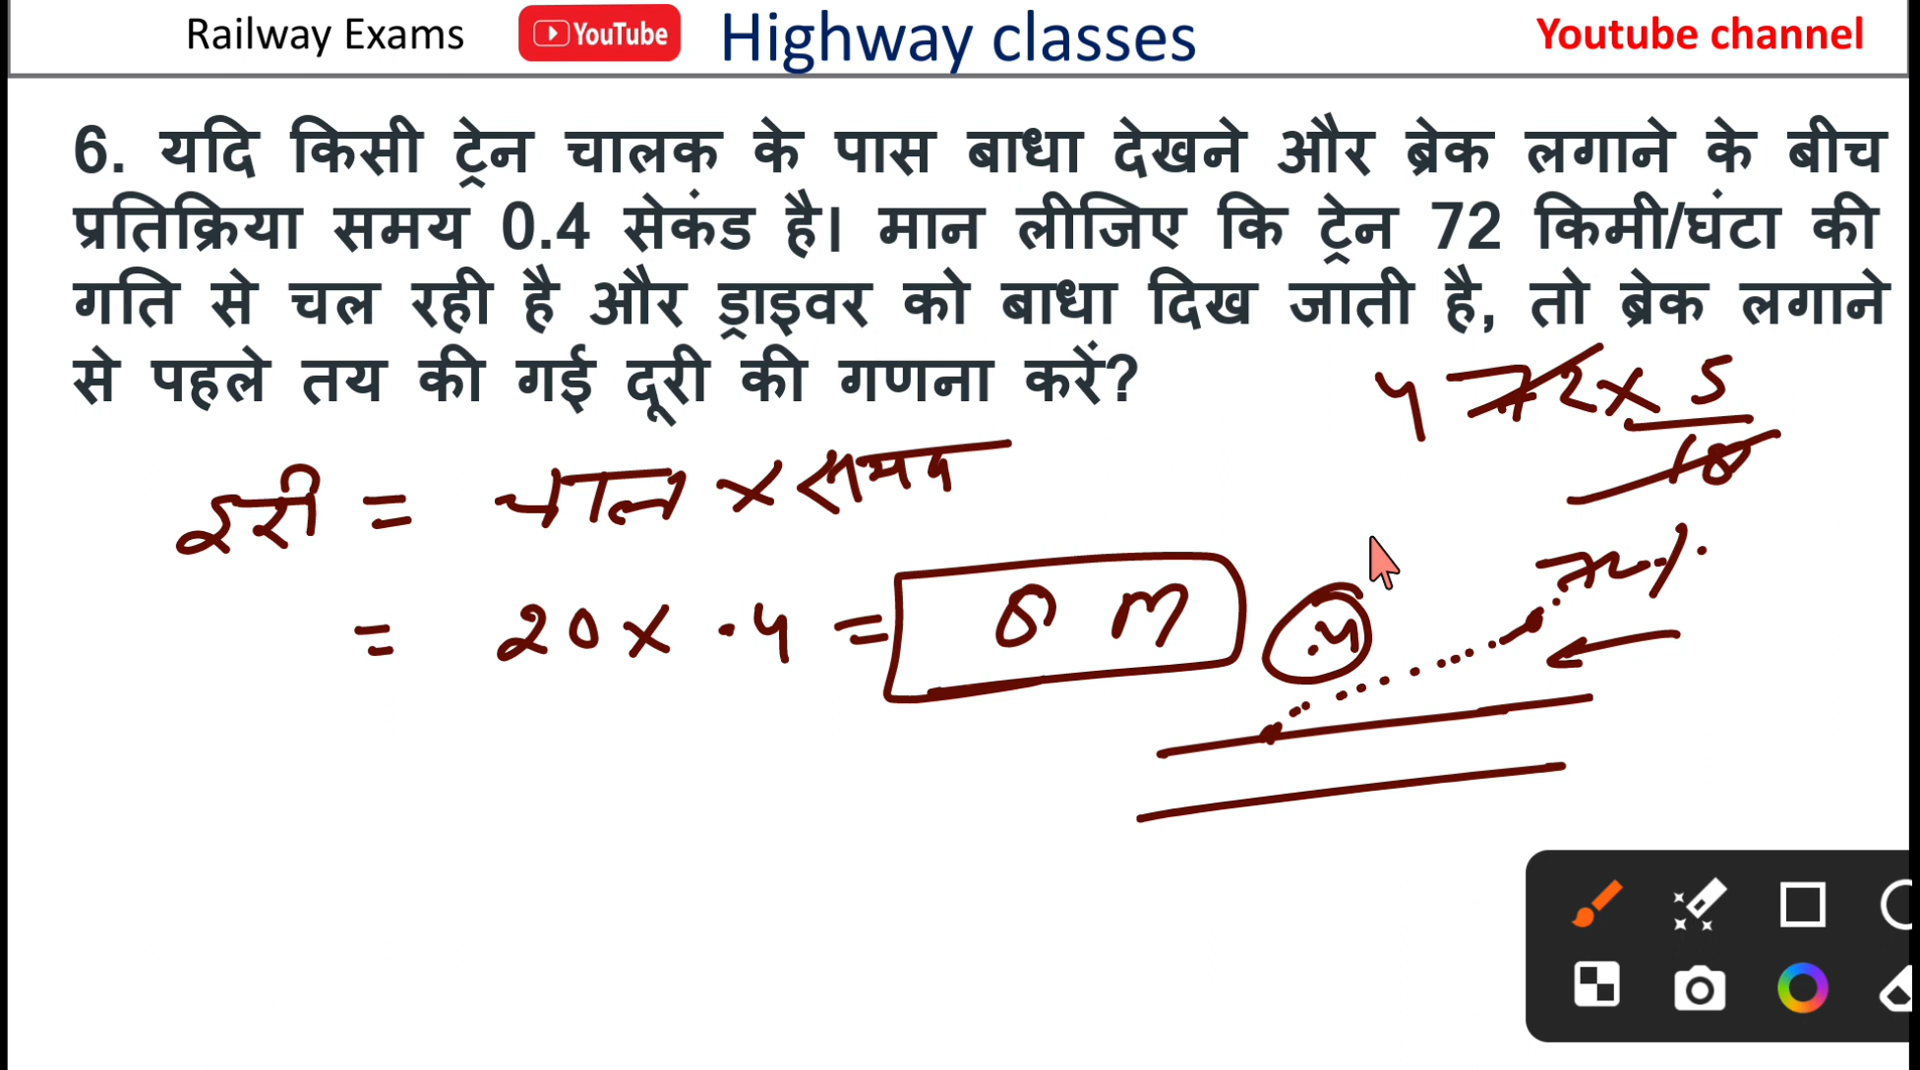 Railway Exams YouTube Highway classes Youtube channel
6. यदि किसी ट्रेन चालक के पास बाधा देखने और ब्रेक लगाने के बीच
प्रतिक्रिया समय 0.4 सेकंड है। मान लीजिए कि ट्रेन 72 किमी/घंटा की
गति से चल रही है और ड्राइवर को बाधा दिख जाती है, तो ब्रेक लगाने
से पहले तय की गई दूरी की गणना करें?
4 72 × 5
18
दूरी = चाल × समय
= 20 × .4 = 8 m
.4